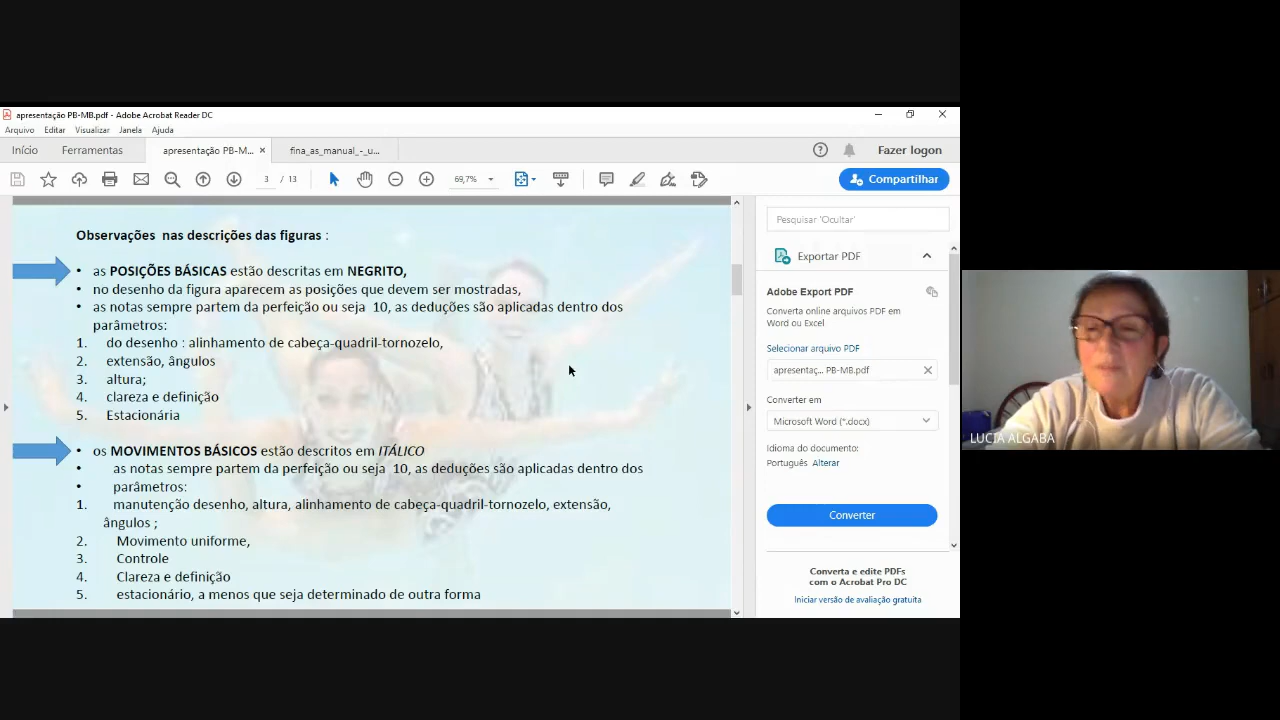 apresentação PB-MB.pdf - Adobe Acrobat Reader DC
Arquivo Editar Visualizar Janela Ajuda
Início Ferramentas apresentação PB-M... × fina_as_manual_-_u... Fazer logon
3 / 13 69,7% Compartilhar
Observações nas descrições das figuras :
• as POSIÇÕES BÁSICAS estão descritas em NEGRITO,
• no desenho da figura aparecem as posições que devem ser mostradas,
• as notas sempre partem da perfeição ou seja 10, as deduções são aplicadas dentro dos
parâmetros:
1. do desenho : alinhamento de cabeça-quadril-tornozelo,
2. extensão, ângulos
3. altura;
4. clareza e definição
5. Estacionária
• os MOVIMENTOS BÁSICOS estão descritos em ITÁLICO
• as notas sempre partem da perfeição ou seja 10, as deduções são aplicadas dentro dos
• parâmetros:
1. manutenção desenho, altura, alinhamento de cabeça-quadril-tornozelo, extensão,
ângulos ;
2. Movimento uniforme,
3. Controle
4. Clareza e definição
5. estacionário, a menos que seja determinado de outra forma
Pesquisar 'Ocultar'
Exportar PDF
Adobe Export PDF
Converta online arquivos PDF em
Word ou Excel
Selecionar arquivo PDF
apresentaç... PB-MB.pdf
Converter em
Microsoft Word (*.docx)
Idioma do documento:
Português Alterar
Converter
Converta e edite PDFs
com o Acrobat Pro DC
Iniciar versão de avaliação gratuita
LUCIA ALGABA